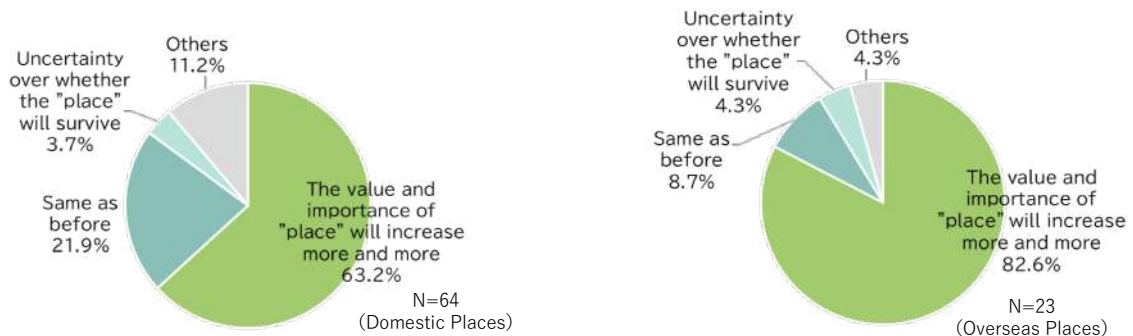 Others
11.2%
Uncertainty
over whether
the ”place”
will survive
3.7%
Same as
before
21.9%
The value and
importance of
”place” will increase
more and more
63.2%
N=64
(Domestic Places)
Uncertainty
over whether
the ”place”
will survive
4.3%
Others
4.3%
Same as
before
8.7%
The value and
importance of
”place” will increase
more and more
82.6%
N=23
(Overseas Places)